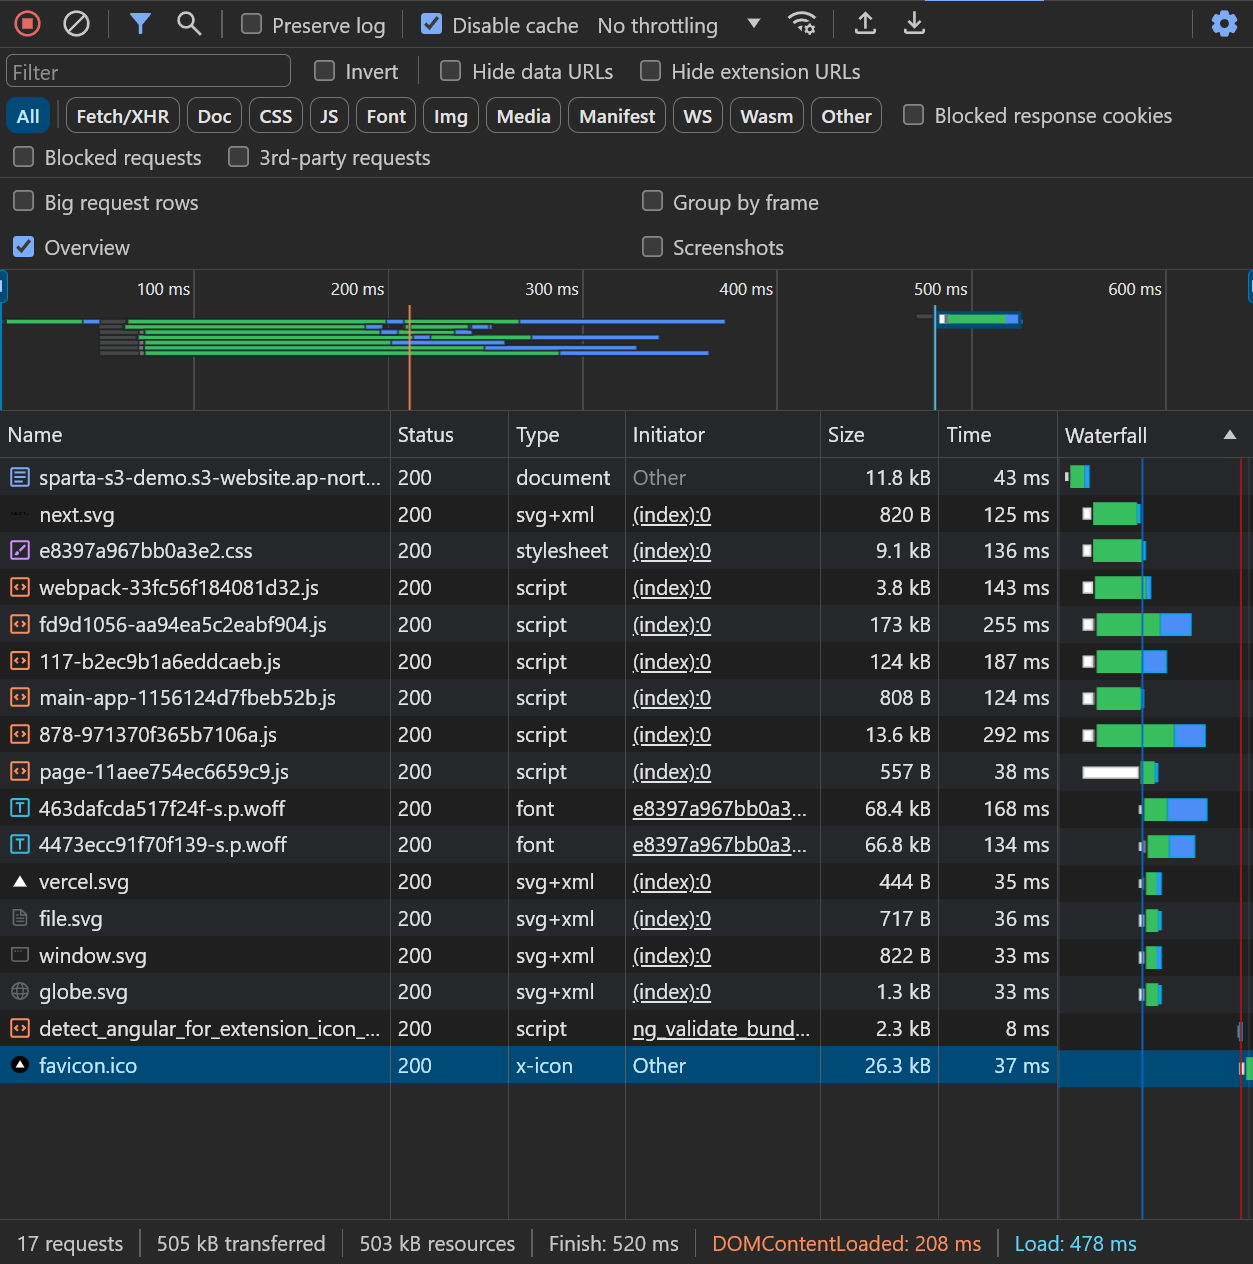 Preserve log Disable cache No throttling
Filter Invert Hide data URLs Hide extension URLs
All Fetch/XHR Doc CSS JS Font Img Media Manifest WS Wasm Other Blocked response cookies
Blocked requests 3rd-party requests
Big request rows Group by frame
Overview Screenshots
100 ms 200 ms 300 ms 400 ms 500 ms 600 ms
Name Status Type Initiator Size Time Waterfall
sparta-s3-demo.s3-website.ap-nort... 200 document Other 11.8 kB 43 ms
next.svg 200 svg+xml (index):0 820 B 125 ms
e8397a967bb0a3e2.css 200 stylesheet (index):0 9.1 kB 136 ms
webpack-33fc56f184081d32.js 200 script (index):0 3.8 kB 143 ms
fd9d1056-aa94ea5c2eabf904.js 200 script (index):0 173 kB 255 ms
117-b2ec9b1a6eddcaeb.js 200 script (index):0 124 kB 187 ms
main-app-1156124d7fbeb52b.js 200 script (index):0 808 B 124 ms
878-971370f365b7106a.js 200 script (index):0 13.6 kB 292 ms
page-11aee754ec6659c9.js 200 script (index):0 557 B 38 ms
463dafcda517f24f-s.p.woff 200 font e8397a967bb0a3... 68.4 kB 168 ms
4473ecc91f70f139-s.p.woff 200 font e8397a967bb0a3... 66.8 kB 134 ms
vercel.svg 200 svg+xml (index):0 444 B 35 ms
file.svg 200 svg+xml (index):0 717 B 36 ms
window.svg 200 svg+xml (index):0 822 B 33 ms
globe.svg 200 svg+xml (index):0 1.3 kB 33 ms
detect_angular_for_extension_icon_... 200 script ng_validate_bund... 2.3 kB 8 ms
favicon.ico 200 x-icon Other 26.3 kB 37 ms
17 requests 505 kB transferred 503 kB resources Finish: 520 ms DOMContentLoaded: 208 ms Load: 478 ms